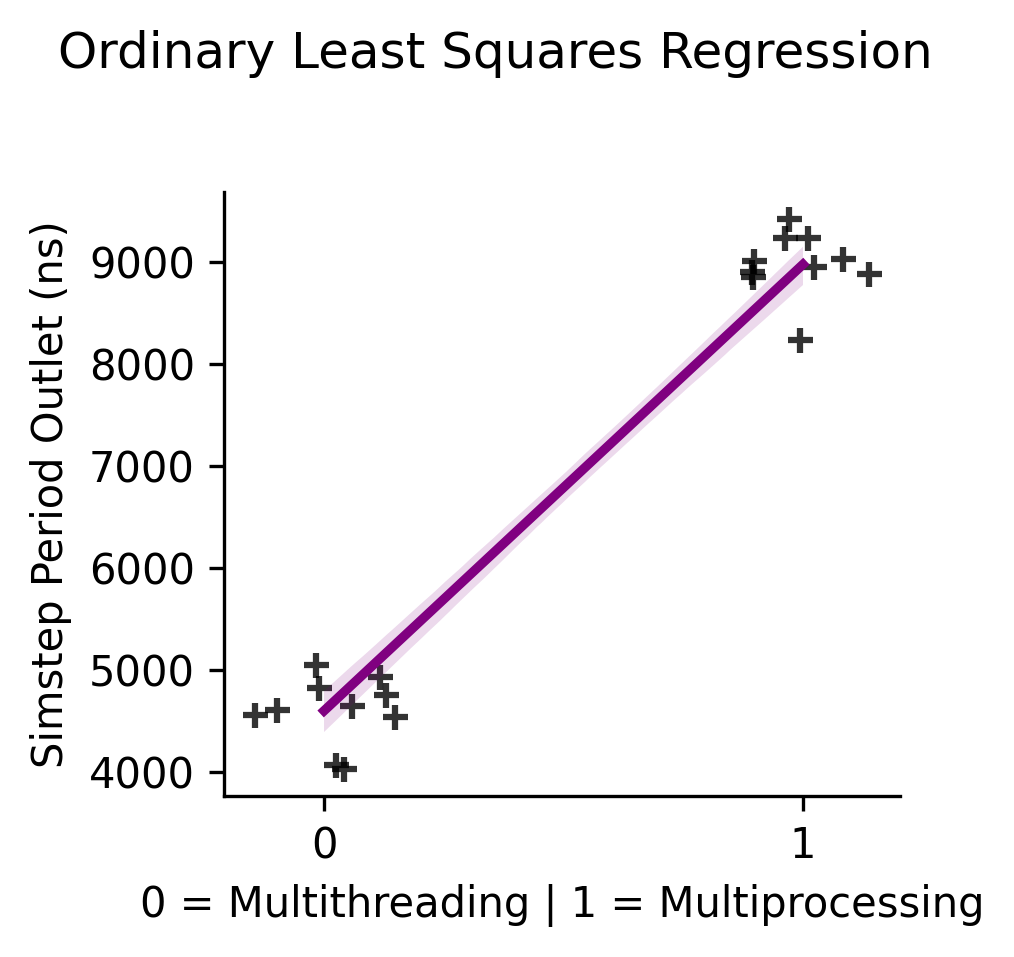 Ordinary Least Squares Regression
Simstep Period Outlet (ns)
9000
8000
7000
6000
5000
4000
0 1
0 = Multithreading | 1 = Multiprocessing